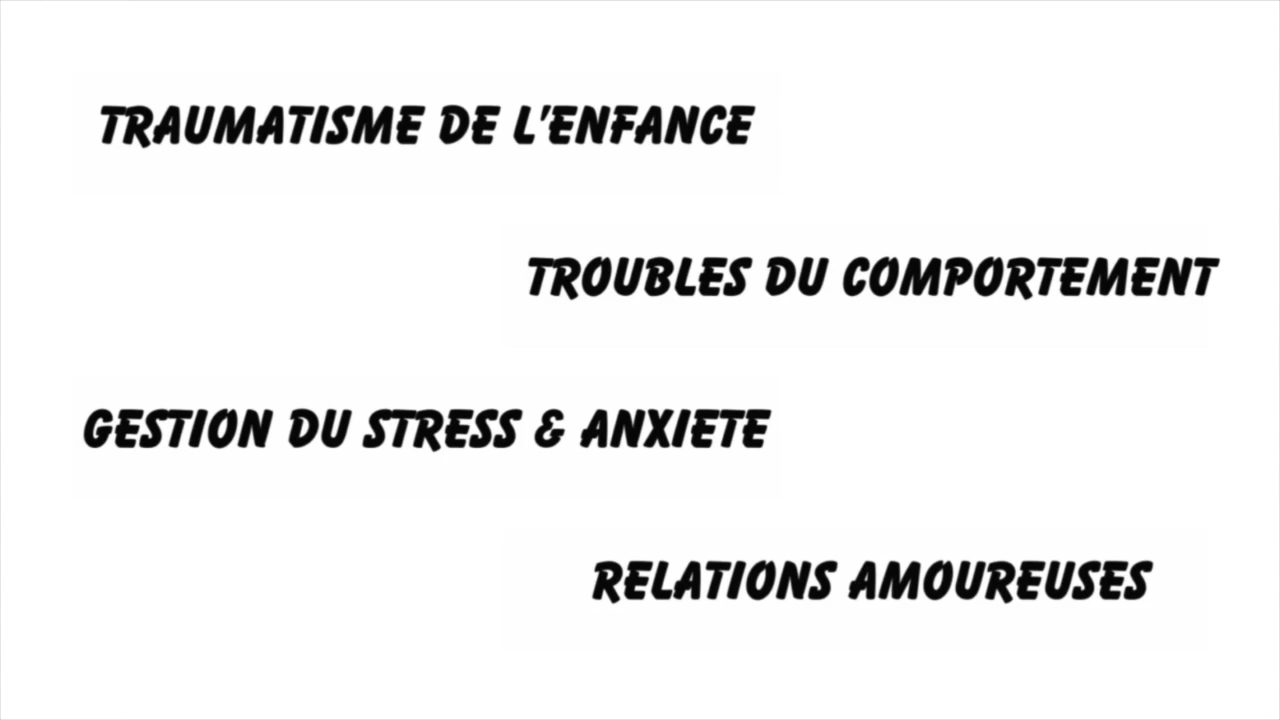 TRAUMATISME DE L'ENFANCE
TROUBLES DU COMPORTEMENT
GESTION DU STRESS & ANXIETE
RELATIONS AMOUREUSES